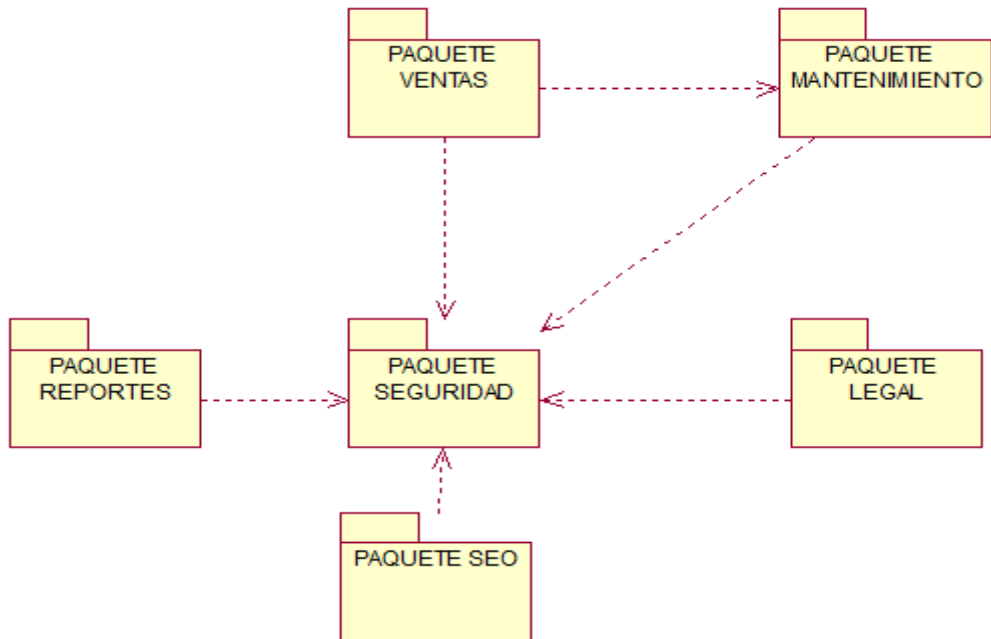 PAQUETE
VENTAS
PAQUETE
MANTENIMIENTO
PAQUETE
REPORTES
PAQUETE
SEGURIDAD
PAQUETE
LEGAL
PAQUETE SEO